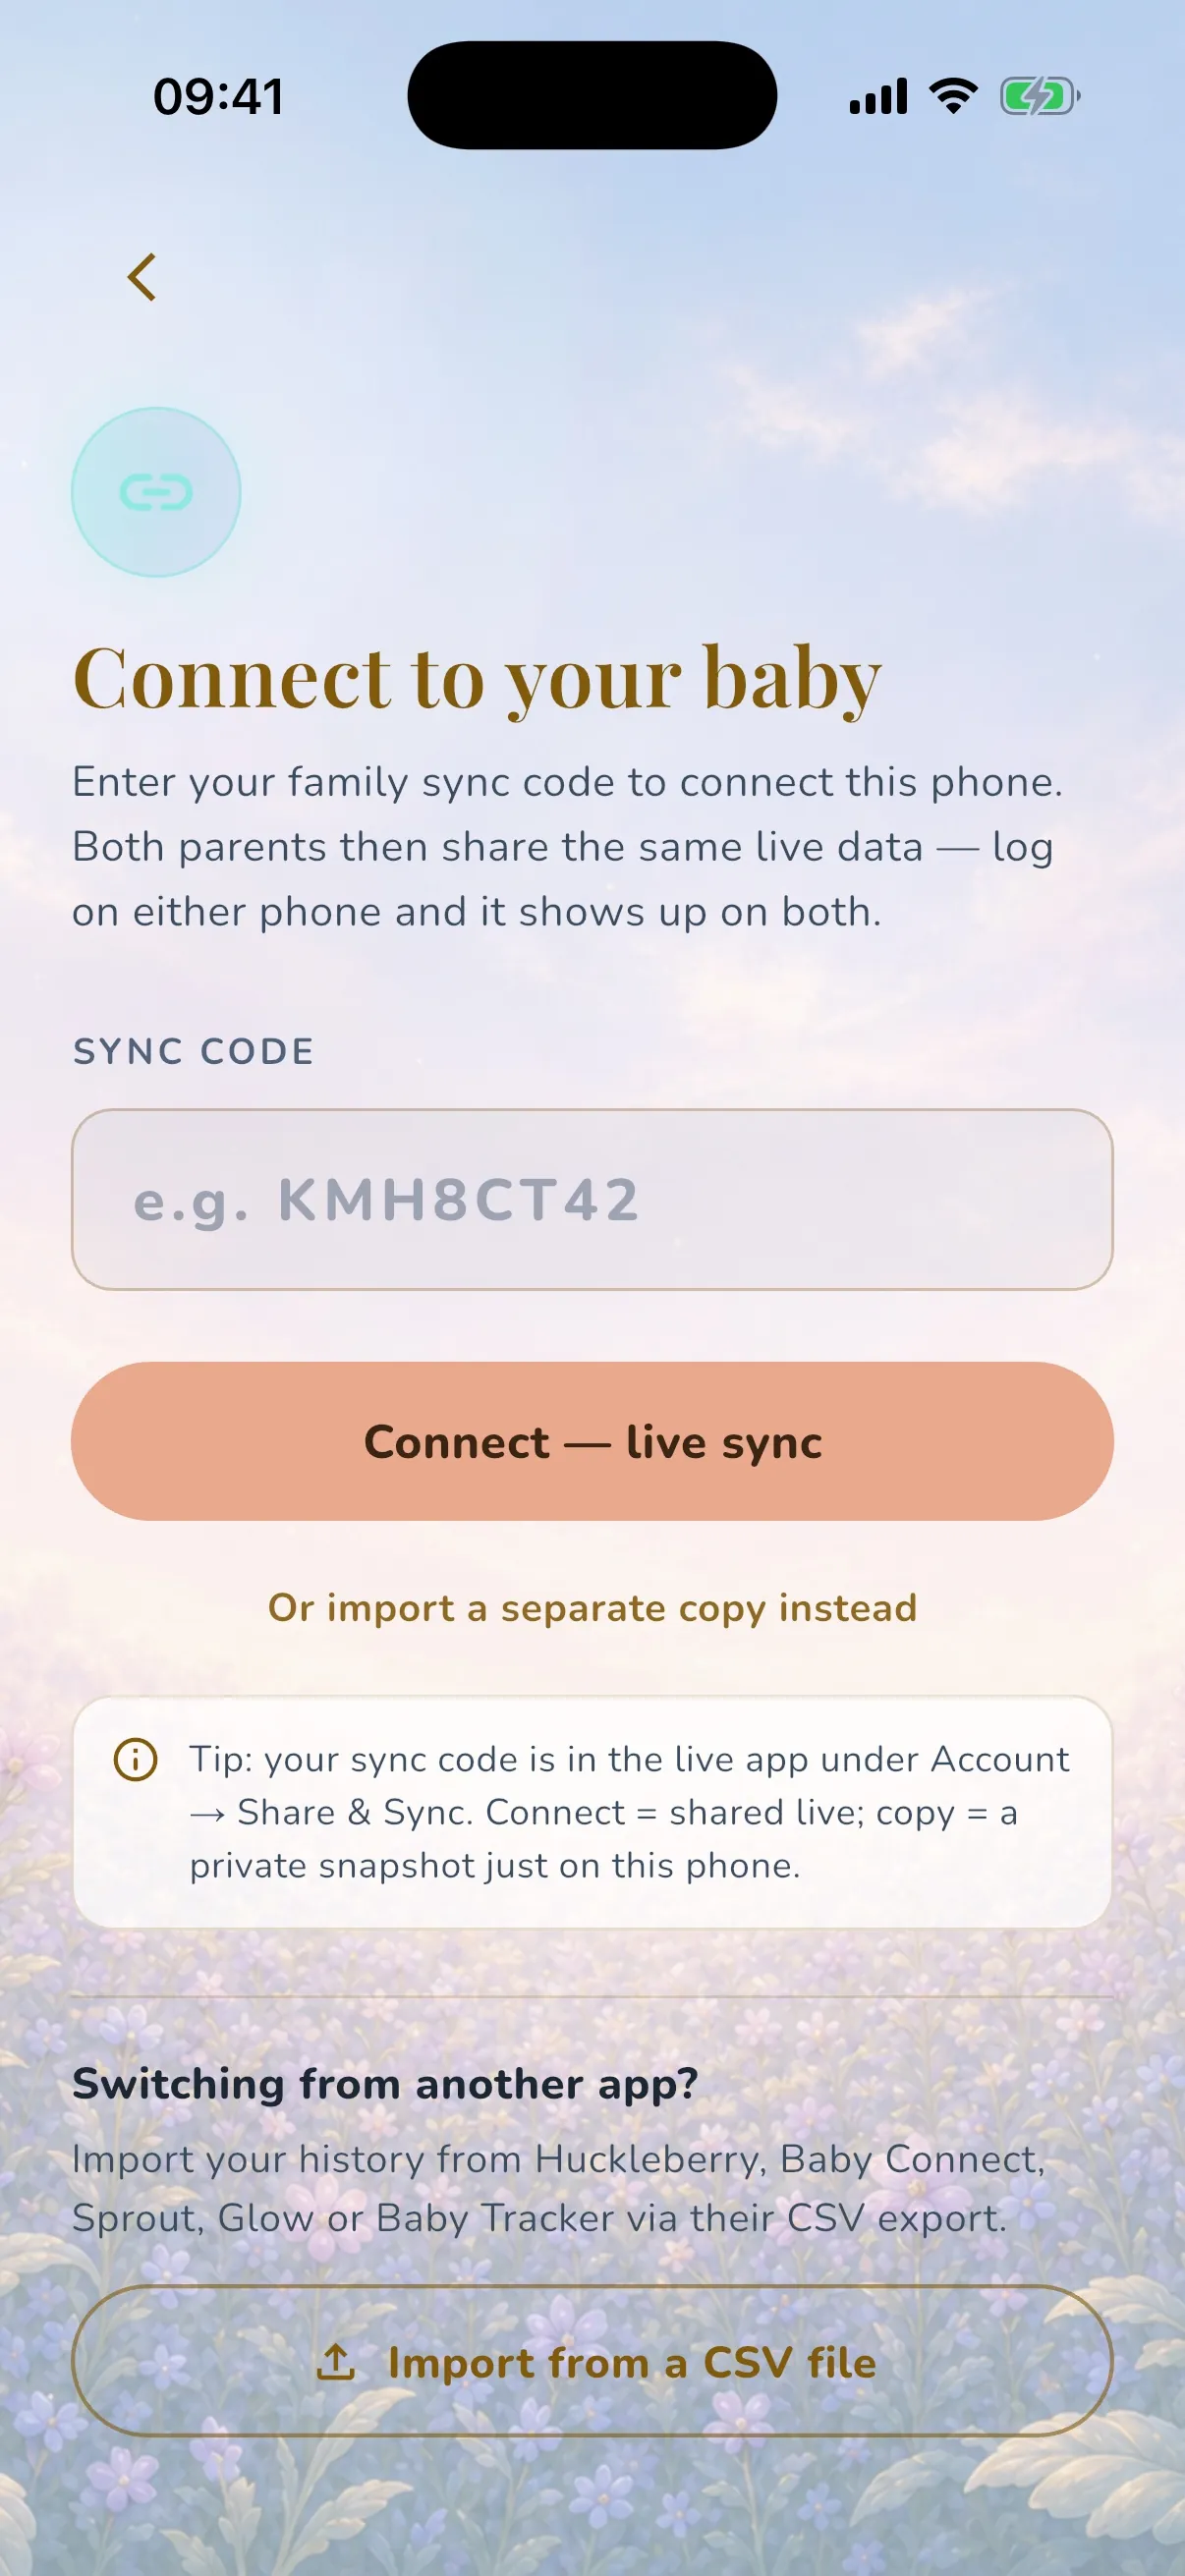 09:41
Connect to your baby
Enter your family sync code to connect this phone.
Both parents then share the same live data — log
on either phone and it shows up on both.
SYNC CODE
e.g. KMH8CT42
Connect — live sync
Or import a separate copy instead
Tip: your sync code is in the live app under Account
→ Share & Sync. Connect = shared live; copy = a
private snapshot just on this phone.
Switching from another app?
Import your history from Huckleberry, Baby Connect,
Sprout, Glow or Baby Tracker via their CSV export.
Import from a CSV file